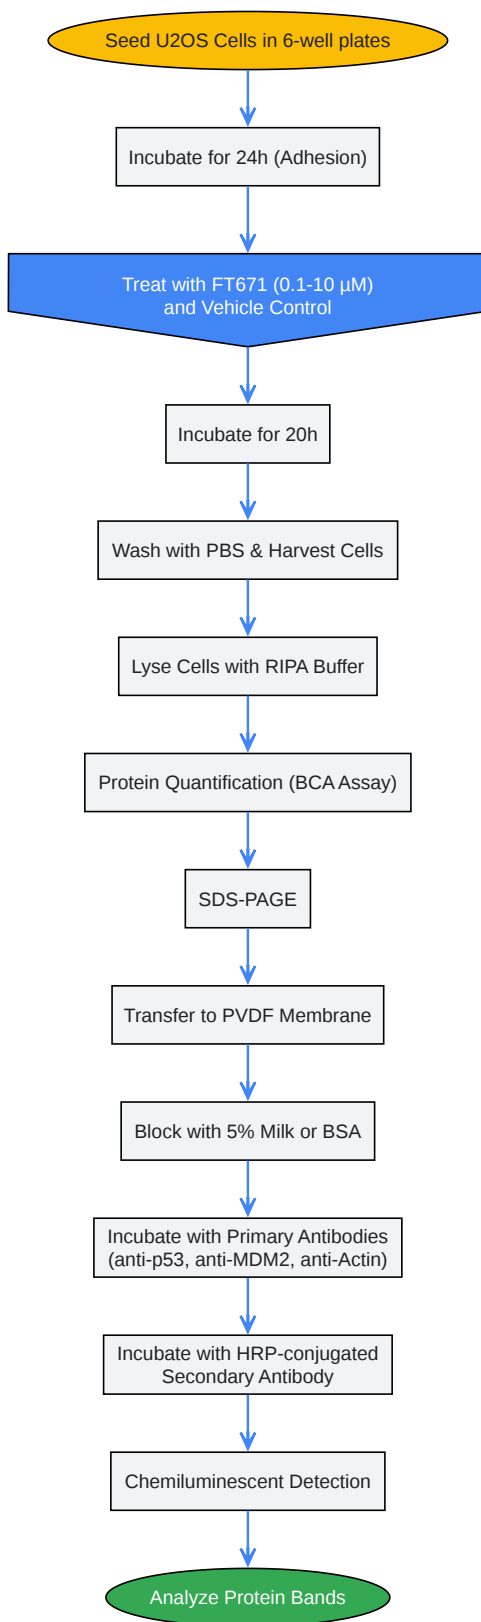 Seed U2OS Cells in 6-well plates
Incubate for 24h (Adhesion)
Treat with FT671 (0.1-10 µM)
and Vehicle Control
Incubate for 20h
Wash with PBS & Harvest Cells
Lyse Cells with RIPA Buffer
Protein Quantification (BCA Assay)
SDS-PAGE
Transfer to PVDF Membrane
Block with 5% Milk or BSA
Incubate with Primary Antibodies
(anti-p53, anti-MDM2, anti-Actin)
Incubate with HRP-conjugated
Secondary Antibody
Chemiluminescent Detection
Analyze Protein Bands